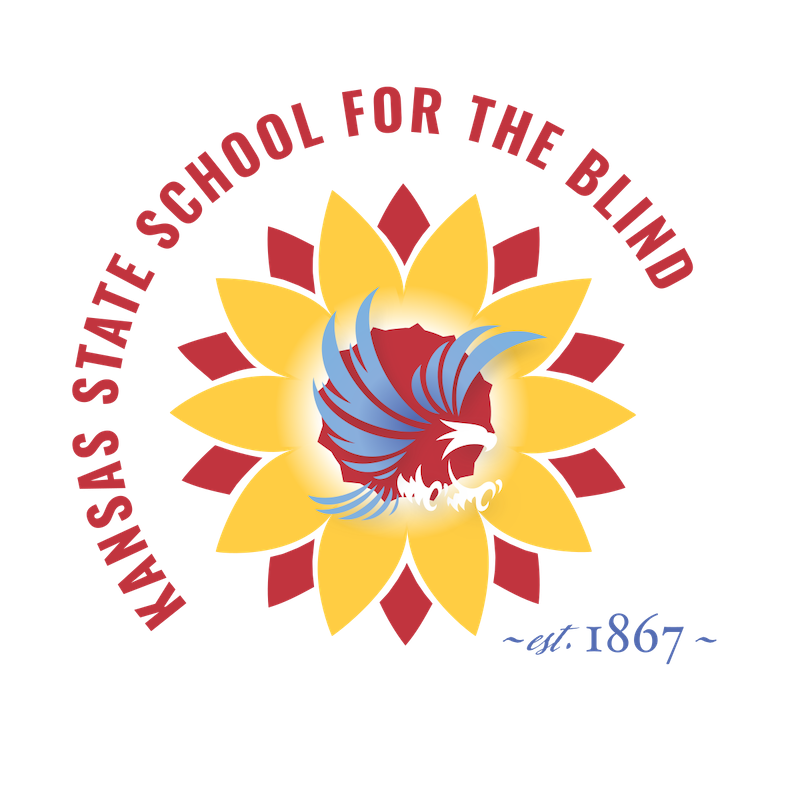 KANSAS STATE SCHOOL FOR THE BLIND
~est. 1867 ~